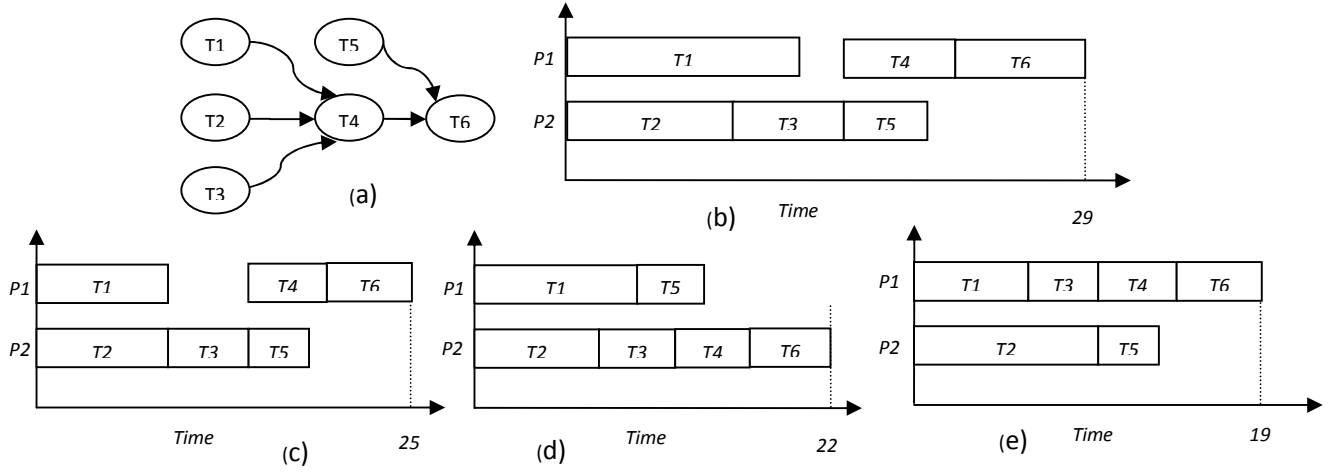 T1 T5
T2 T4 T6
T3
(a)
P1 T1 T4 T6
P2 T2 T3 T5
(b) Time 29
P1 T1 T4 T6
P2 T2 T3 T5
Time 25
(c)
P1 T1 T5
P2 T2 T3 T4 T6
(d) Time 22
P1 T1 T3 T4 T6
P2 T2 T5
(e) Time 19